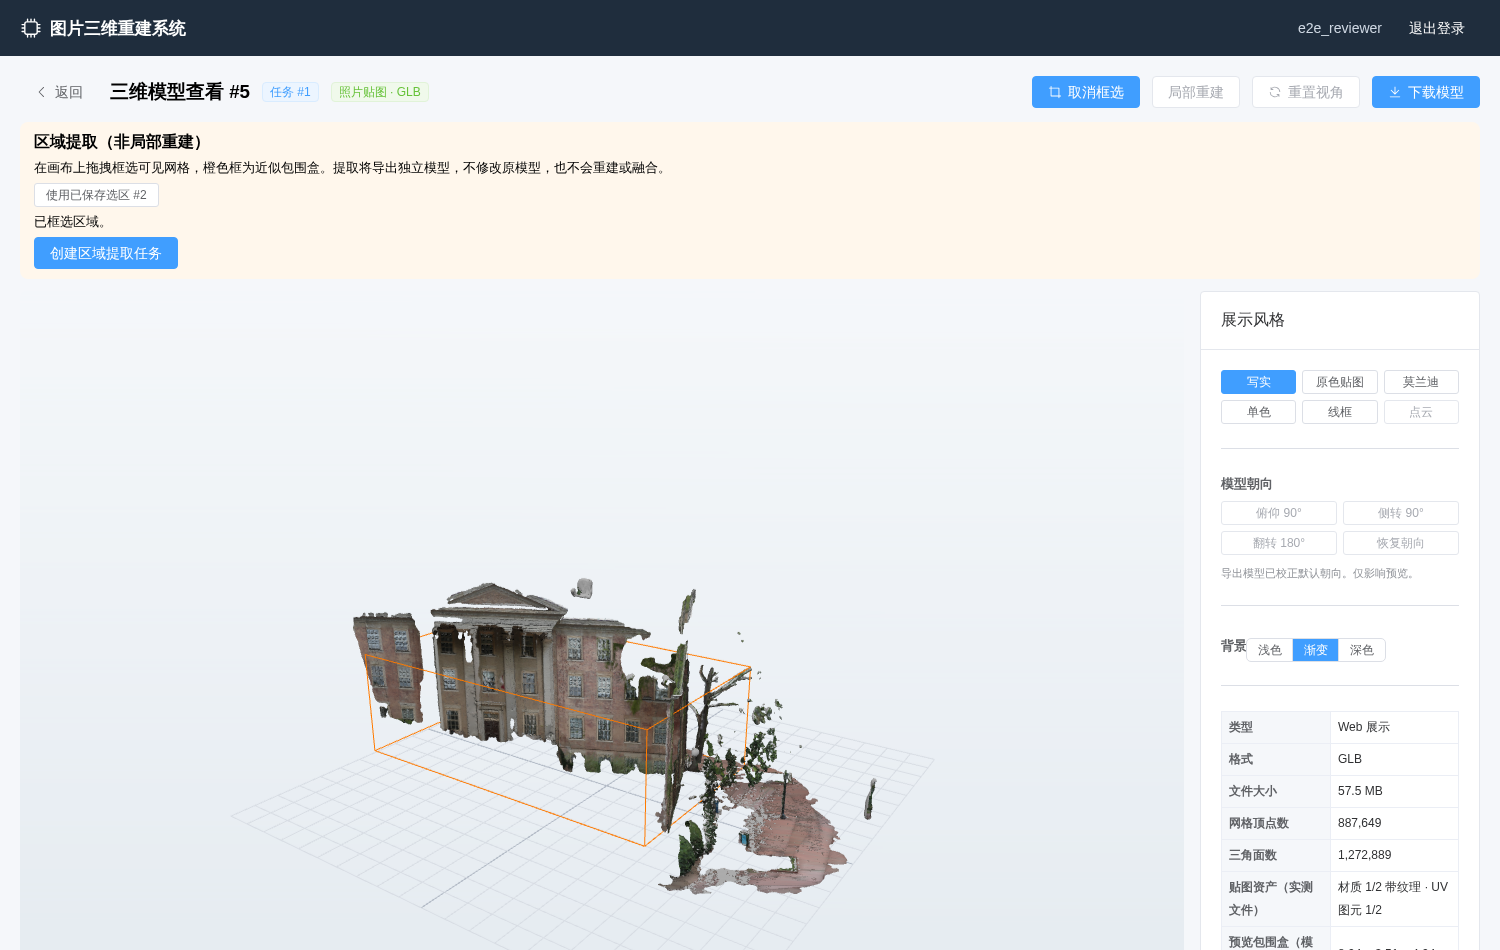 图片三维重建系统
e2e_reviewer 退出登录
返回 三维模型查看 #5 任务 #1 照片贴图 · GLB
取消框选 局部重建 重置视角 下载模型
区域提取（非局部重建）
在画布上拖拽框选可见网格，橙色框为近似包围盒。提取将导出独立模型，不修改原模型，也不会重建或融合。
使用已保存选区 #2
已框选区域。
创建区域提取任务
展示风格
写实 原色贴图 莫兰迪
单色 线框 点云
模型朝向
俯仰 90° 侧转 90°
翻转 180° 恢复朝向
导出模型已校正默认朝向。仅影响预览。
背景 浅色 渐变 深色
类型 Web 展示
格式 GLB
文件大小 57.5 MB
网格顶点数 887,649
三角面数 1,272,889
贴图资产（实测文件） 材质 1/2 带纹理 · UV 图元 1/2
预览包围盒（模